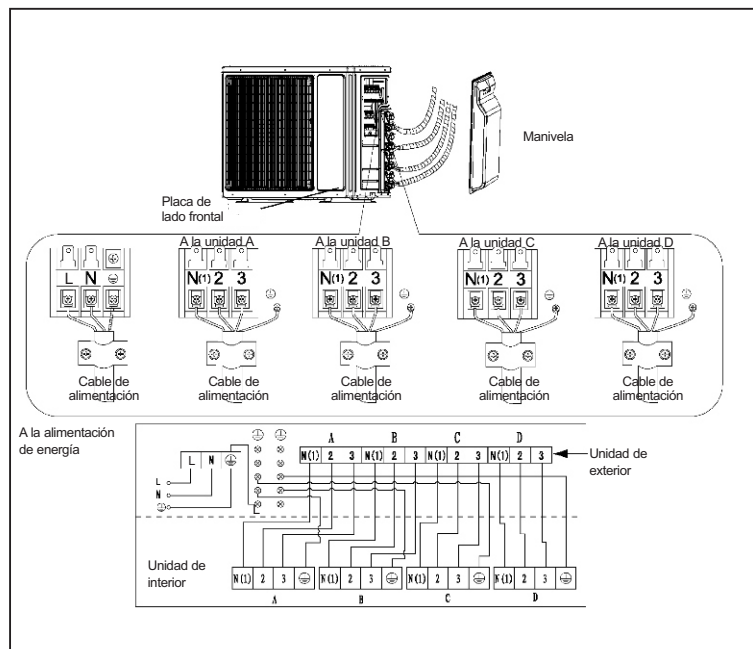 Manivela
Placa de
lado frontal
A la unidad A
A la unidad B
A la unidad C
A la unidad D
L N
N(1) 2 3
N(1) 2 3
N(1) 2 3
N(1) 2 3
Cable de
alimentación
Cable de
alimentación
Cable de
alimentación
Cable de
alimentación
Cable de
alimentación
A la alimentación
de energía
A B C D
L N
N(1) 2 3 N(1) 2 3 N(1) 2 3 N(1) 2 3
Unidad de
exterior
L
N
L
Unidad de
interior
N(1) 2 3 N(1) 2 3 N(1) 2 3 N(1) 2 3
A B C D